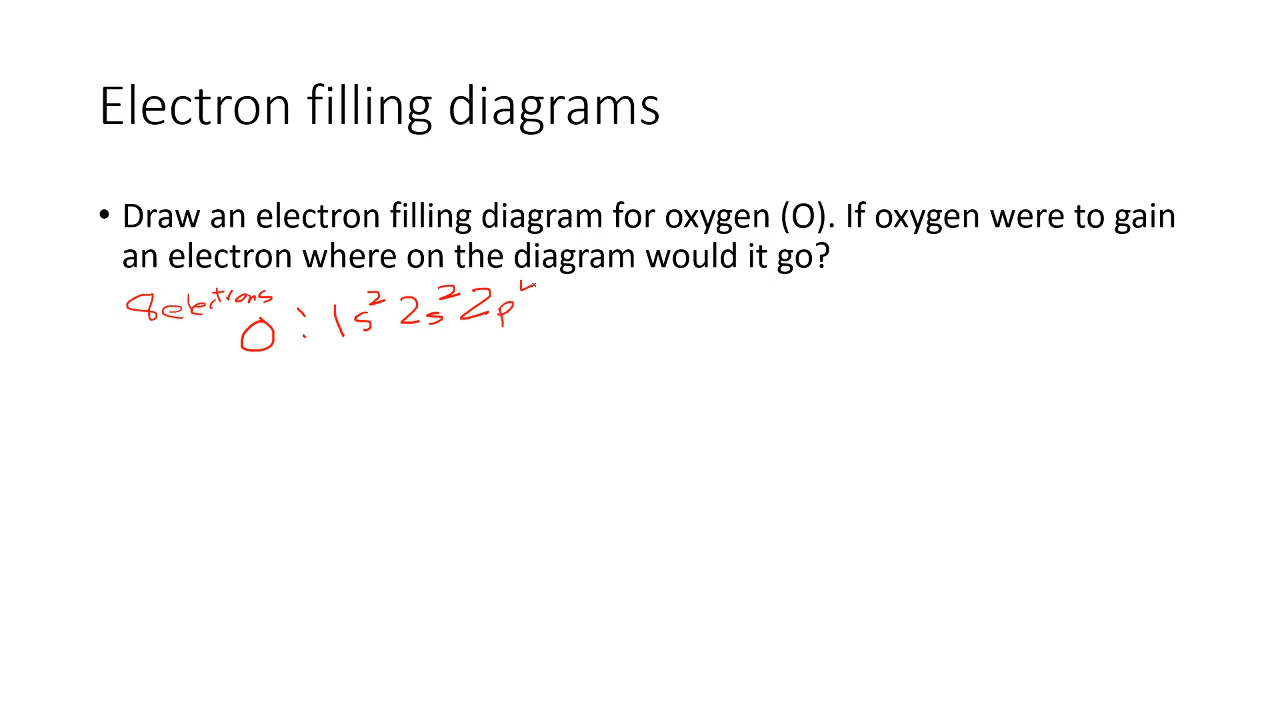 Electron filling diagrams
• Draw an electron filling diagram for oxygen (O). If oxygen were to gain
an electron where on the diagram would it go?
8 electrons
O : 1s² 2s² 2p